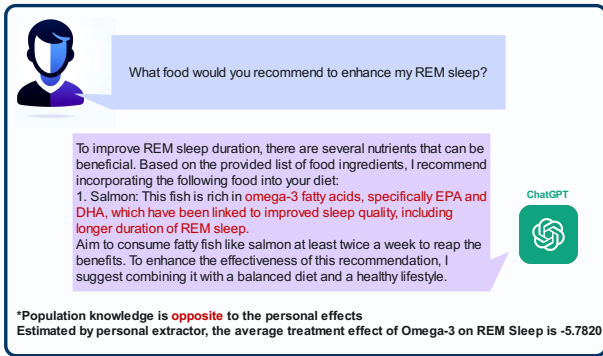 What food would you recommend to enhance my REM sleep?
To improve REM sleep duration, there are several nutrients that can be
beneficial. Based on the provided list of food ingredients, I recommend
incorporating the following food into your diet:
1. Salmon: This fish is rich in omega-3 fatty acids, specifically EPA and
DHA, which have been linked to improved sleep quality, including
longer duration of REM sleep.
Aim to consume fatty fish like salmon at least twice a week to reap the
benefits. To enhance the effectiveness of this recommendation, I
suggest combining it with a balanced diet and a healthy lifestyle.
ChatGPT
*Population knowledge is opposite to the personal effects
Estimated by personal extractor, the average treatment effect of Omega-3 on REM Sleep is -5.7820